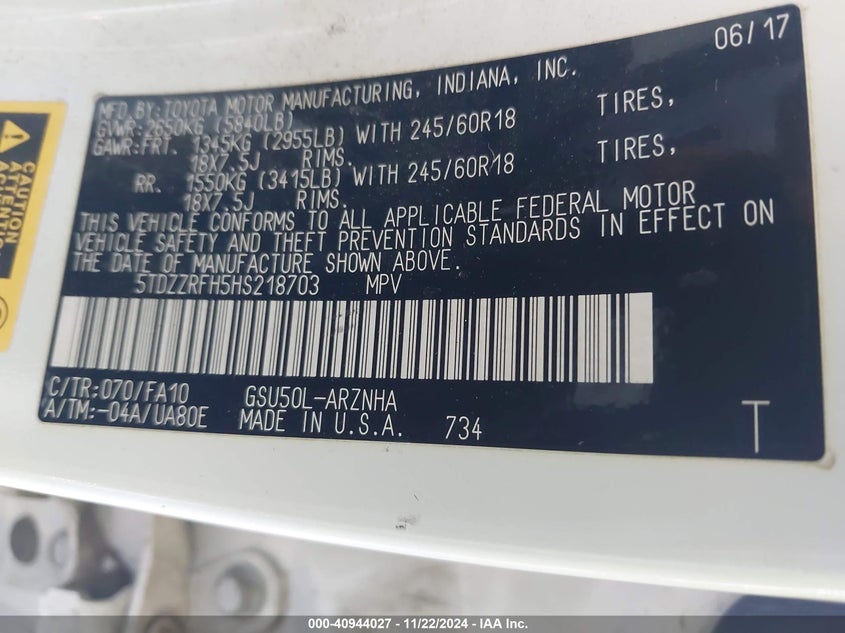 06/17
MFD.BY:TOYOTA MOTOR MANUFACTURING, INDIANA, INC.
GVWR:2650KG (5840LB)
GAWR:FRT. 1345KG (2955LB) WITH 245/60R18 TIRES,
18X7.5J RIMS.
RR. 1550KG (3415LB) WITH 245/60R18 TIRES,
18X7.5J RIMS.
THIS VEHICLE CONFORMS TO ALL APPLICABLE FEDERAL MOTOR
VEHICLE SAFETY AND THEFT PREVENTION STANDARDS IN EFFECT ON
THE DATE OF MANUFACTURE SHOWN ABOVE.
5TDZZRFH5HS218703 MPV
C/TR:070/FA10 GSU50L-ARZNHA
A/TM:-04A/UA80E MADE IN U.S.A. 734
T
CAUTION
000-40944027 - 11/22/2024 - IAA Inc.